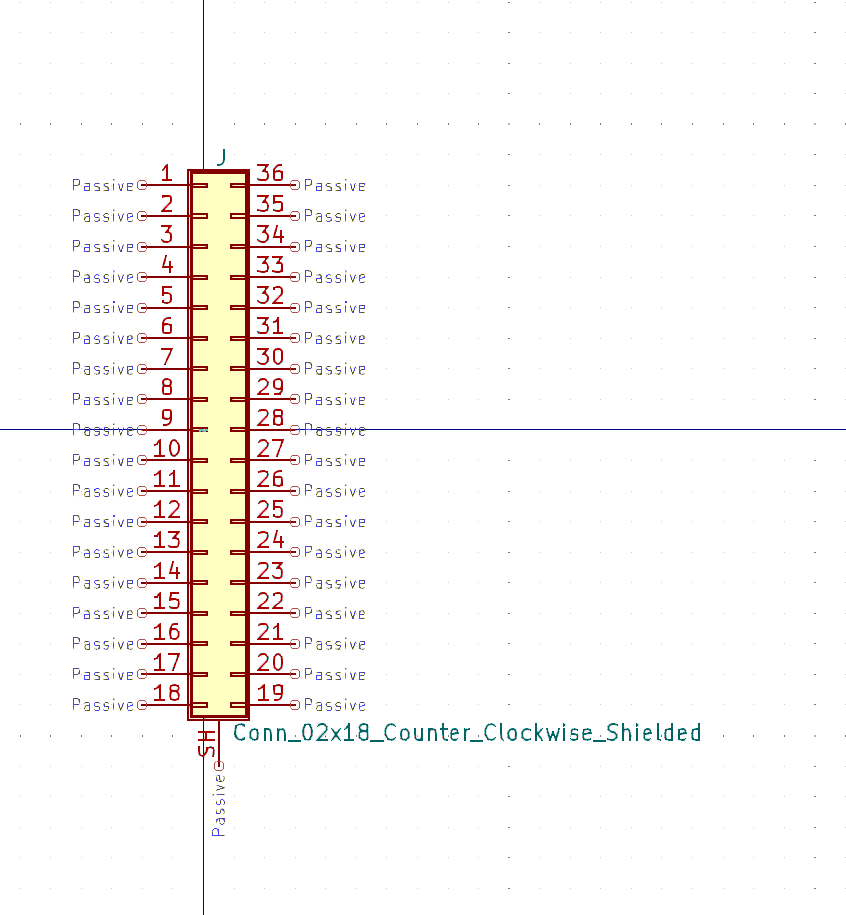 J
Passive 1 36 Passive
Passive 2 35 Passive
Passive 3 34 Passive
Passive 4 33 Passive
Passive 5 32 Passive
Passive 6 31 Passive
Passive 7 30 Passive
Passive 8 29 Passive
Passive 9 28 Passive
Passive 10 27 Passive
Passive 11 26 Passive
Passive 12 25 Passive
Passive 13 24 Passive
Passive 14 23 Passive
Passive 15 22 Passive
Passive 16 21 Passive
Passive 17 20 Passive
Passive 18 19 Passive
SH
Conn_02x18_Counter_Clockwise_Shielded
Passive